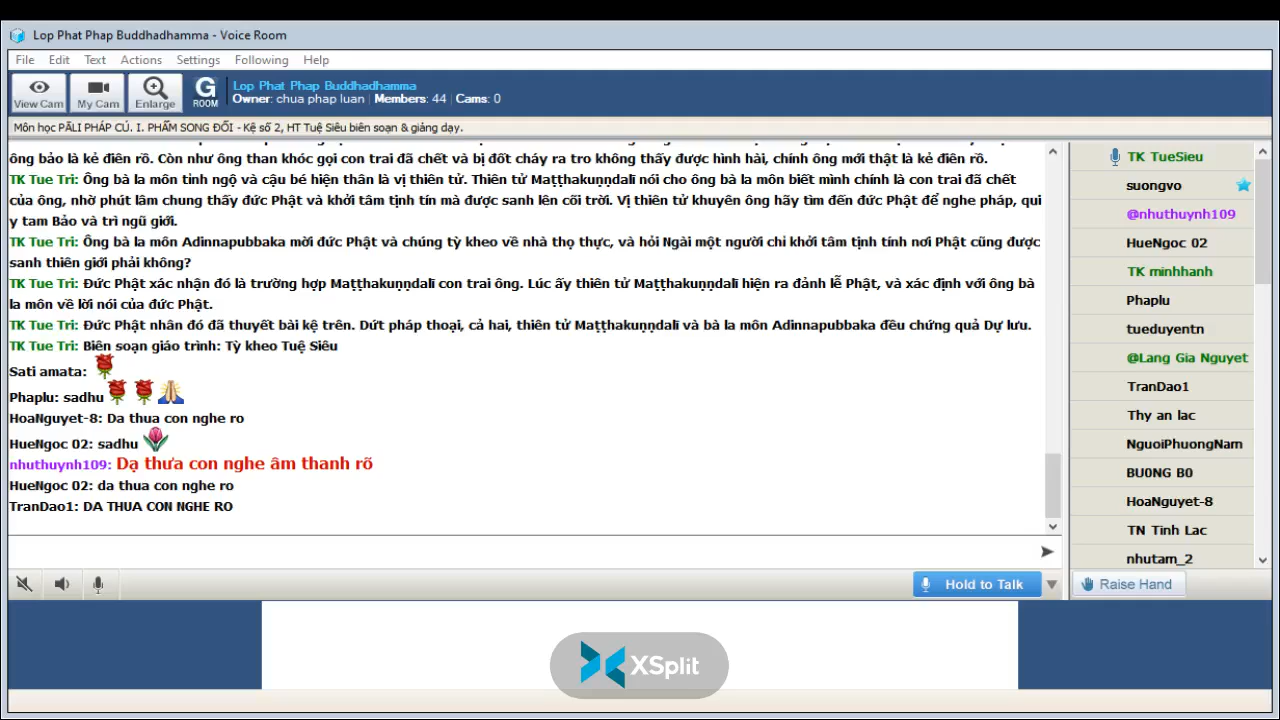 Lop Phat Phap Buddhadhamma - Voice Room
File Edit Text Actions Settings Following Help
View Cam My Cam Enlarge G ROOM
Lop Phat Phap Buddhadhamma
Owner: chua phap luan | Members: 44 | Cams: 0
Môn học PĀLI PHÁP CÚ. I. PHẨM SONG ĐỐI - Kệ số 2, HT Tuệ Siêu biên soạn & giảng dạy.
ông bảo là kẻ điên rồ. Còn như ông than khóc gọi con trai đã chết và bị đốt cháy ra tro không thấy được hình hài, chính ông mới thật là kẻ điên rồ.
TK Tue Tri: Ông bà la môn tỉnh ngộ và cậu bé hiện thân là vị thiên tử. Thiên tử Maṭṭhakuṇṇdalī nói cho ông bà la môn biết mình chính là con trai đã chết
của ông, nhờ phút lâm chung thấy đức Phật và khởi tâm tịnh tín mà được sanh lên cõi trời. Vị thiên tử khuyên ông hãy tìm đến đức Phật để nghe pháp, qui
y tam Bảo và trì ngũ giới.
TK Tue Tri: Ông bà la môn Adinnapubbaka mời đức Phật và chúng tỳ kheo về nhà thọ thực, và hỏi Ngài một người chỉ khởi tâm tịnh tính nơi Phật cũng được
sanh thiên giới phải không?
TK Tue Tri: Đức Phật xác nhận đó là trường hợp Maṭṭhakuṇṇdalī con trai ông. Lúc ấy thiên tử Maṭṭhakuṇṇdalī hiện ra đảnh lễ Phật, và xác định với ông bà
la môn về lời nói của đức Phật.
TK Tue Tri: Đức Phật nhân đó đã thuyết bài kệ trên. Dứt pháp thoại, cả hai, thiên tử Maṭṭhakuṇṇdalī và bà la môn Adinnapubbaka đều chứng quả Dự lưu.
TK Tue Tri: Biên soạn giáo trình: Tỳ kheo Tuệ Siêu
Sati amata:
Phaplu: sadhu
HoaNguyet-8: Da thua con nghe ro
HueNgoc 02: sadhu
nhuthuynh109: Dạ thưa con nghe âm thanh rõ
HueNgoc 02: da thua con nghe ro
TranDao1: DA THUA CON NGHE RO
Hold to Talk
TK TueSieu
suongvo
@nhuthuynh109
HueNgoc 02
TK minhhanh
Phaplu
tueduyentn
@Lang Gia Nguyet
TranDao1
Thy an lac
NguoiPhuongNam
BU0NG B0
HoaNguyet-8
TN Tinh Lac
nhutam_2
Raise Hand
XSplit